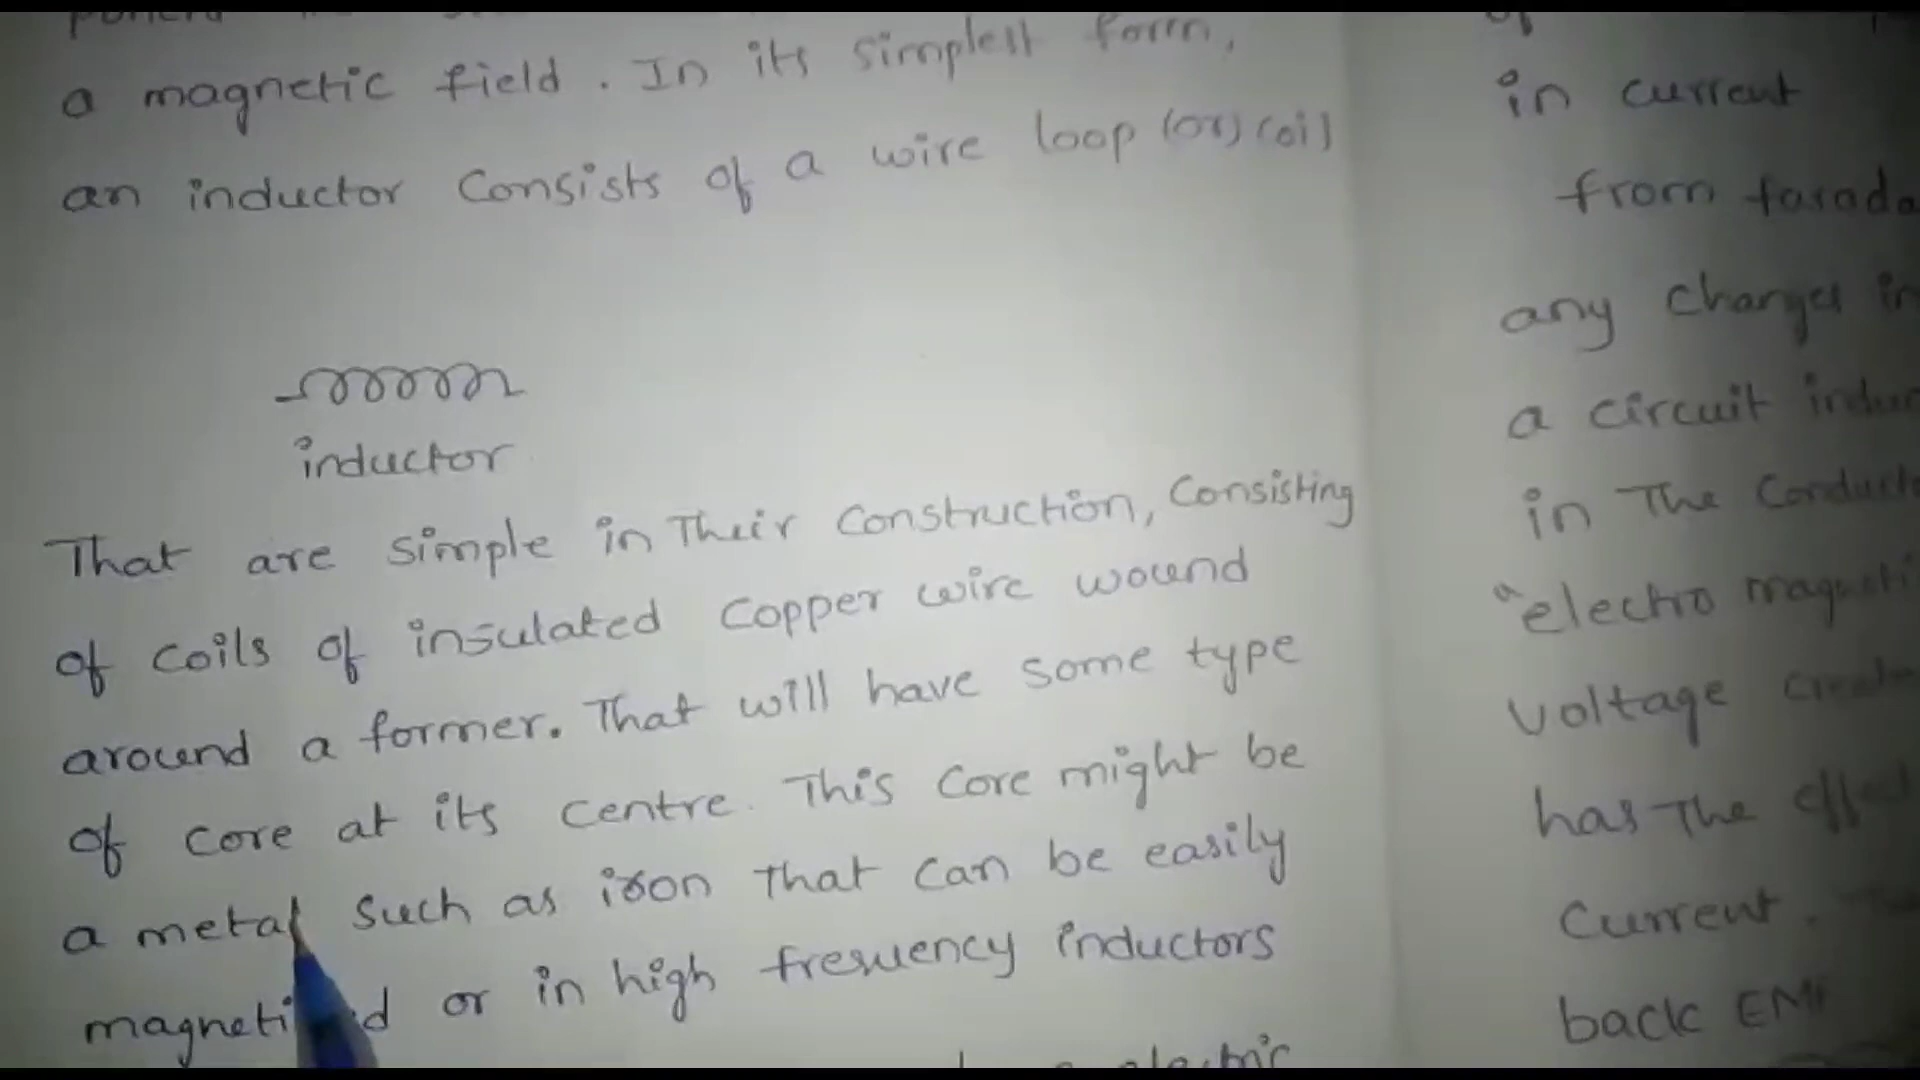 a magnetic field. In its simplest form,
an inductor Consists of a wire loop (or) coil
inductor
That are simple in Their Construction, Consisting
of coils of insulated Copper wire wound
around a former. That will have some type
of core at its centre. This Core might be
a metal such as iron That can be easily
or in high frequency inductors
in current
from
any changes in
a circuit
in The
electro
voltage
has The
Current.
back EMF